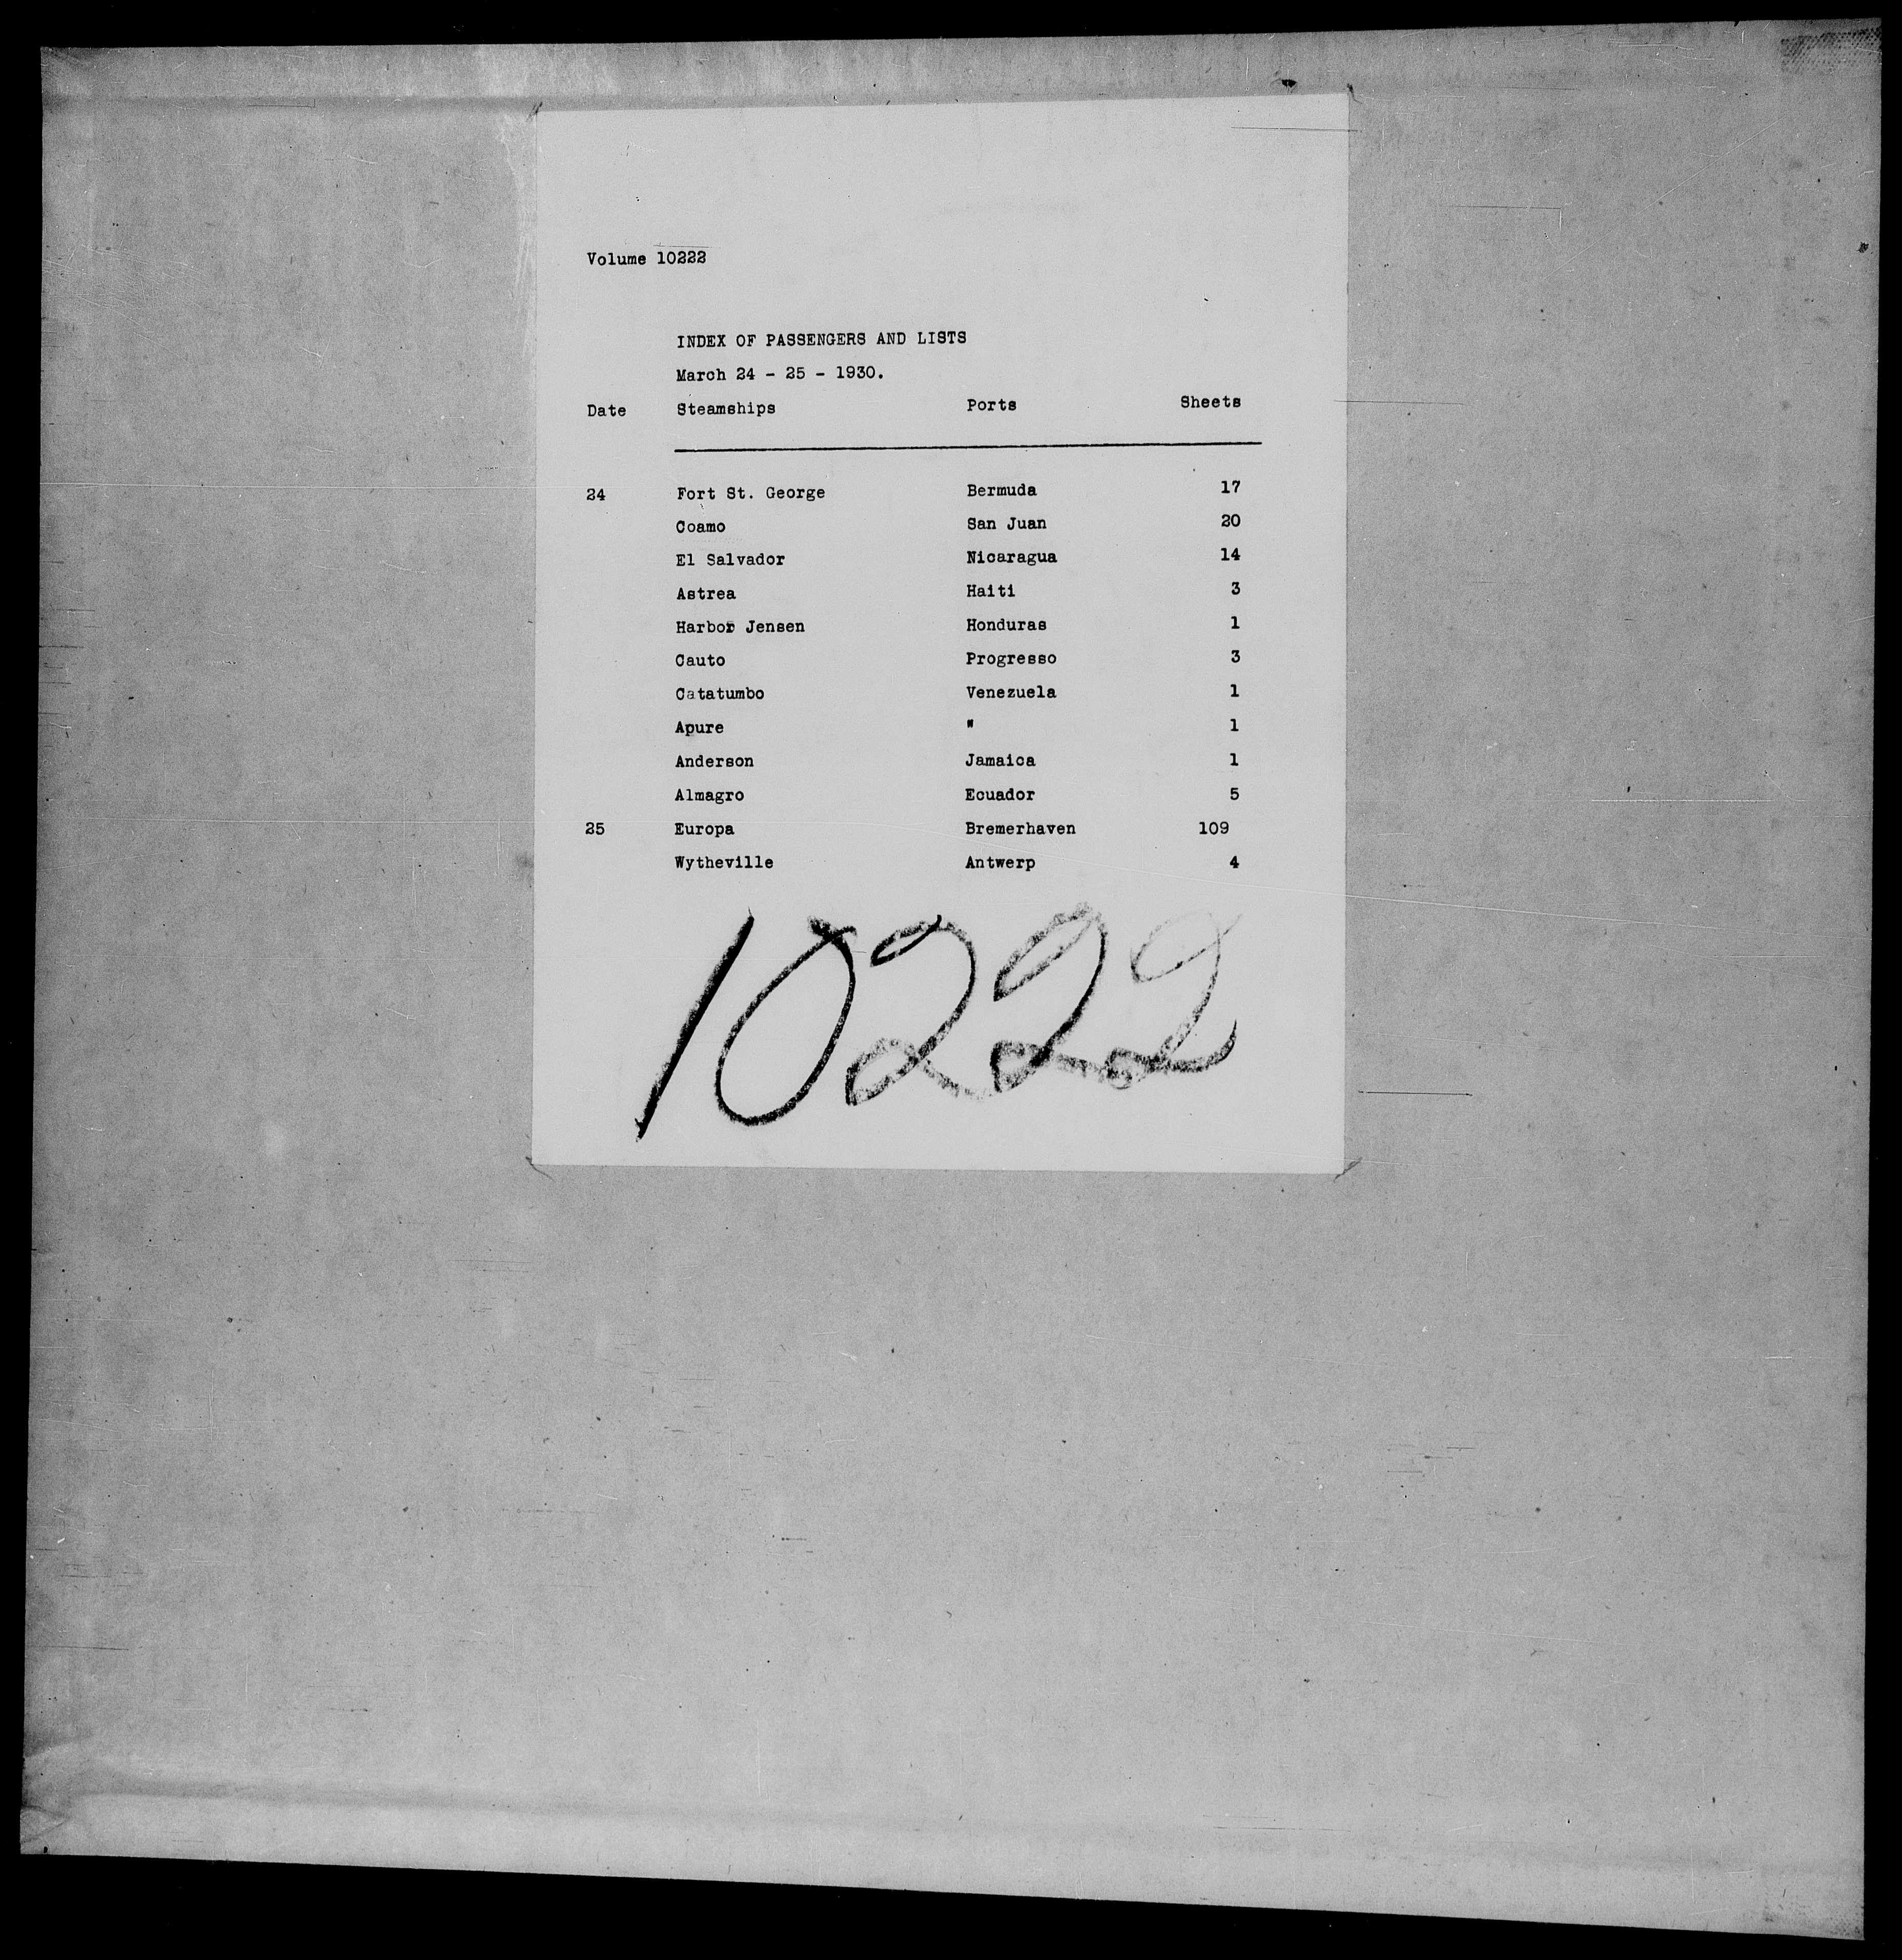 Volume 10222
INDEX OF PASSENGERS AND LISTS
March 24 - 25 - 1930.
Date Steamships Ports Sheets
24 Fort St. George Bermuda 17
Coamo San Juan 20
El Salvador Nicaragua 14
Astrea Haiti 3
Harbor Jensen Honduras 1
Cauto Progresso 3
Catatumbo Venezuela 1
Apure " 1
Anderson Jamaica 1
Almagro Ecuador 5
25 Europa Bremerhaven 109
Wytheville Antwerp 4
10222